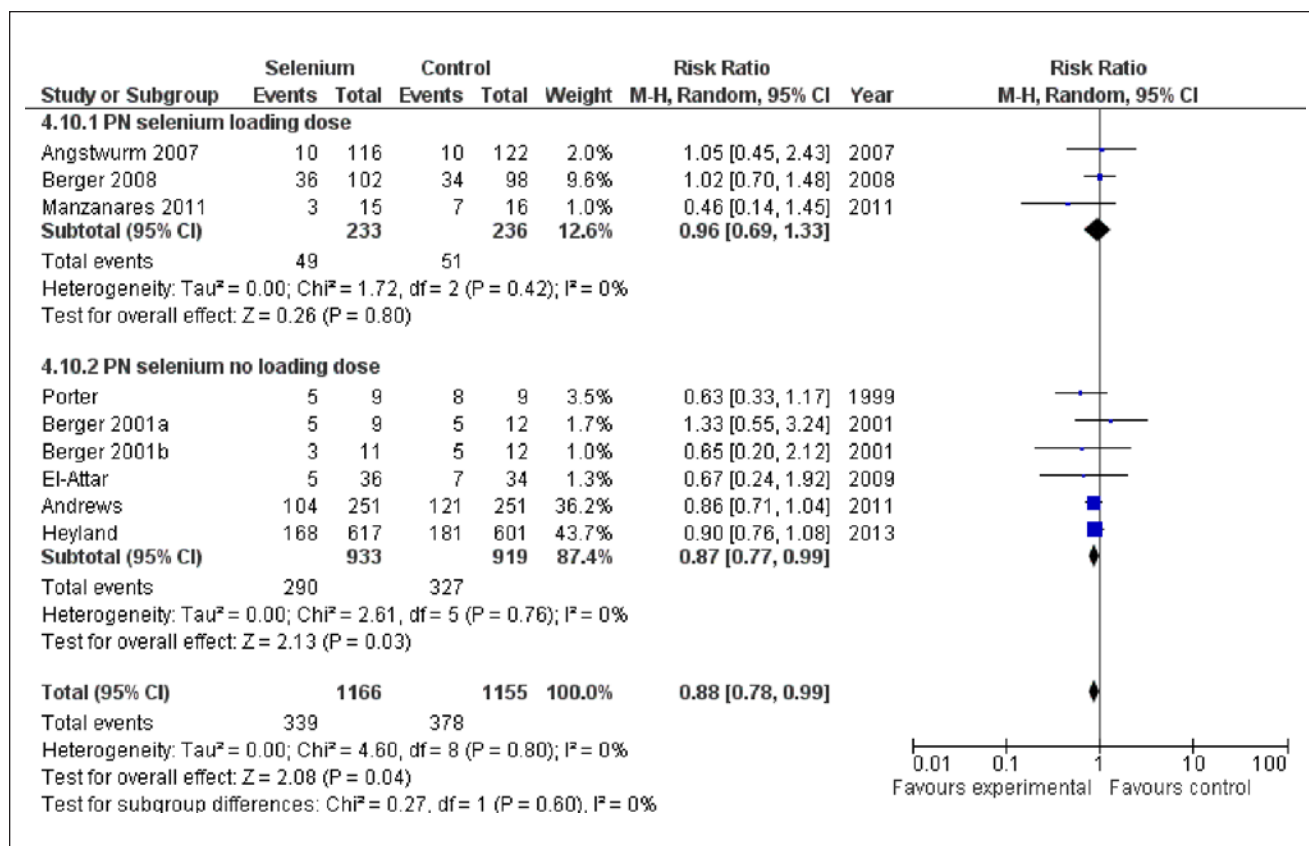 Selenium Control Risk Ratio Risk Ratio
Study or Subgroup Events Total Events Total Weight M-H, Random, 95% CI Year M-H, Random, 95% CI
4.10.1 PN selenium loading dose
Angstwurm 2007 10 116 10 122 2.0% 1.05 [0.45, 2.43] 2007
Berger 2008 36 102 34 98 9.6% 1.02 [0.70, 1.48] 2008
Manzanares 2011 3 15 7 16 1.0% 0.46 [0.14, 1.45] 2011
Subtotal (95% CI) 233 236 12.6% 0.96 [0.69, 1.33]
Total events 49 51
Heterogeneity: Tau² = 0.00; Chi² = 1.72, df = 2 (P = 0.42); I² = 0%
Test for overall effect: Z = 0.26 (P = 0.80)
4.10.2 PN selenium no loading dose
Porter 5 9 8 9 3.5% 0.63 [0.33, 1.17] 1999
Berger 2001a 5 9 5 12 1.7% 1.33 [0.55, 3.24] 2001
Berger 2001b 3 11 5 12 1.0% 0.65 [0.20, 2.12] 2001
El-Attar 5 36 7 34 1.3% 0.67 [0.24, 1.92] 2009
Andrews 104 251 121 251 36.2% 0.86 [0.71, 1.04] 2011
Heyland 168 617 181 601 43.7% 0.90 [0.76, 1.08] 2013
Subtotal (95% CI) 933 919 87.4% 0.87 [0.77, 0.99]
Total events 290 327
Heterogeneity: Tau² = 0.00; Chi² = 2.61, df = 5 (P = 0.76); I² = 0%
Test for overall effect: Z = 2.13 (P = 0.03)
Total (95% CI) 1166 1155 100.0% 0.88 [0.78, 0.99]
Total events 339 378
Heterogeneity: Tau² = 0.00; Chi² = 4.60, df = 8 (P = 0.80); I² = 0%
Test for overall effect: Z = 2.08 (P = 0.04)
Test for subgroup differences: Chi² = 0.27, df = 1 (P = 0.60), I² = 0%
0.01 0.1 1 10 100
Favours experimental Favours control